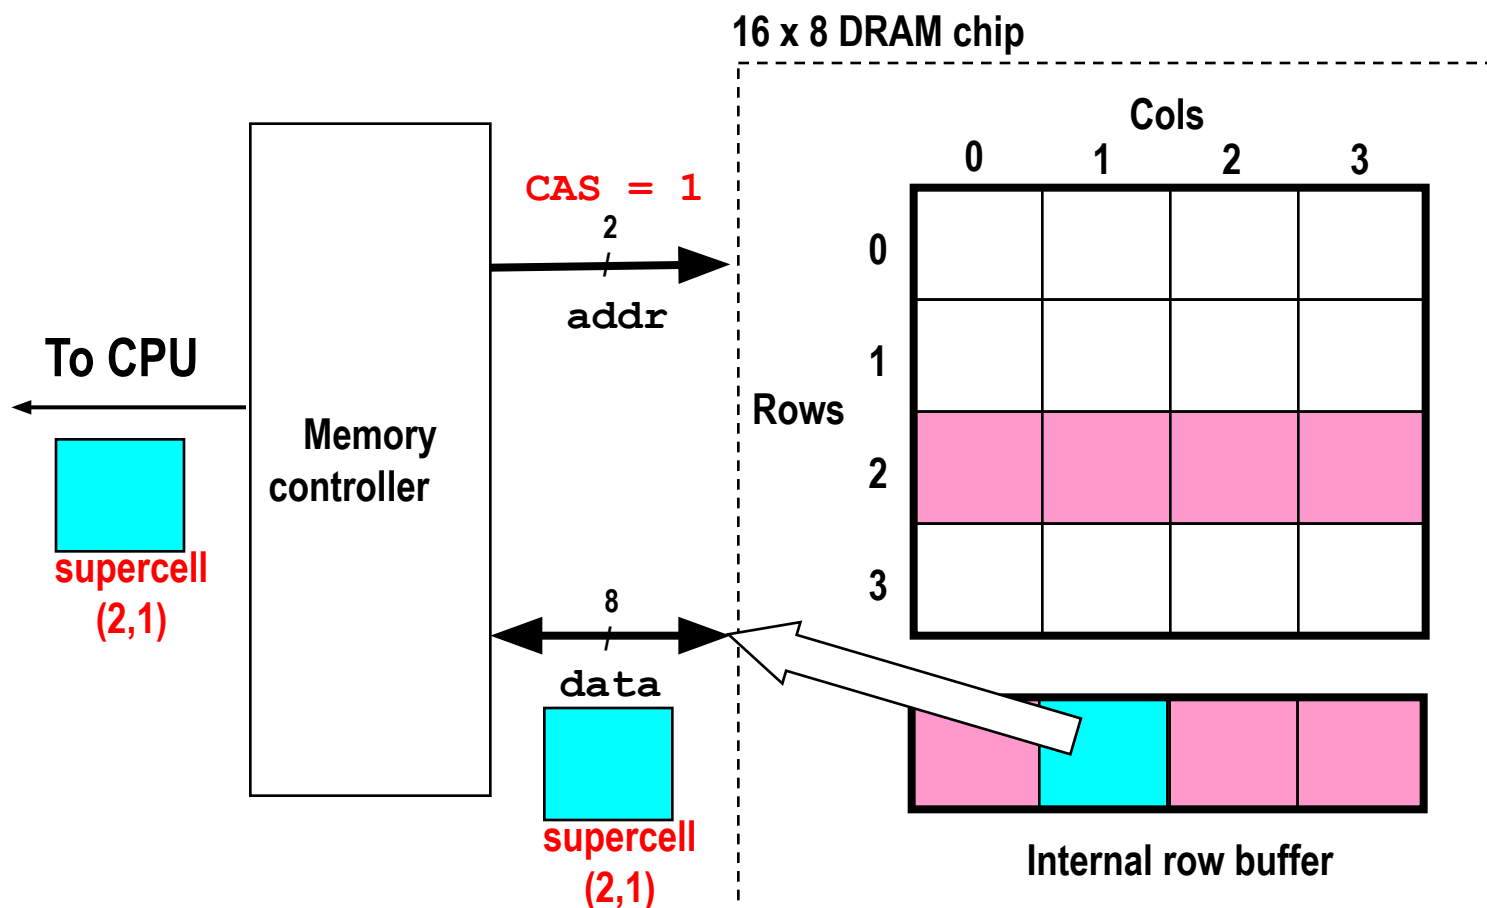 16 x 8 DRAM chip
Cols
0 1 2 3
CAS = 1
2
addr
0
1
Rows
2
3
To CPU
Memory
controller
supercell
(2,1)
8
data
supercell
(2,1)
Internal row buffer